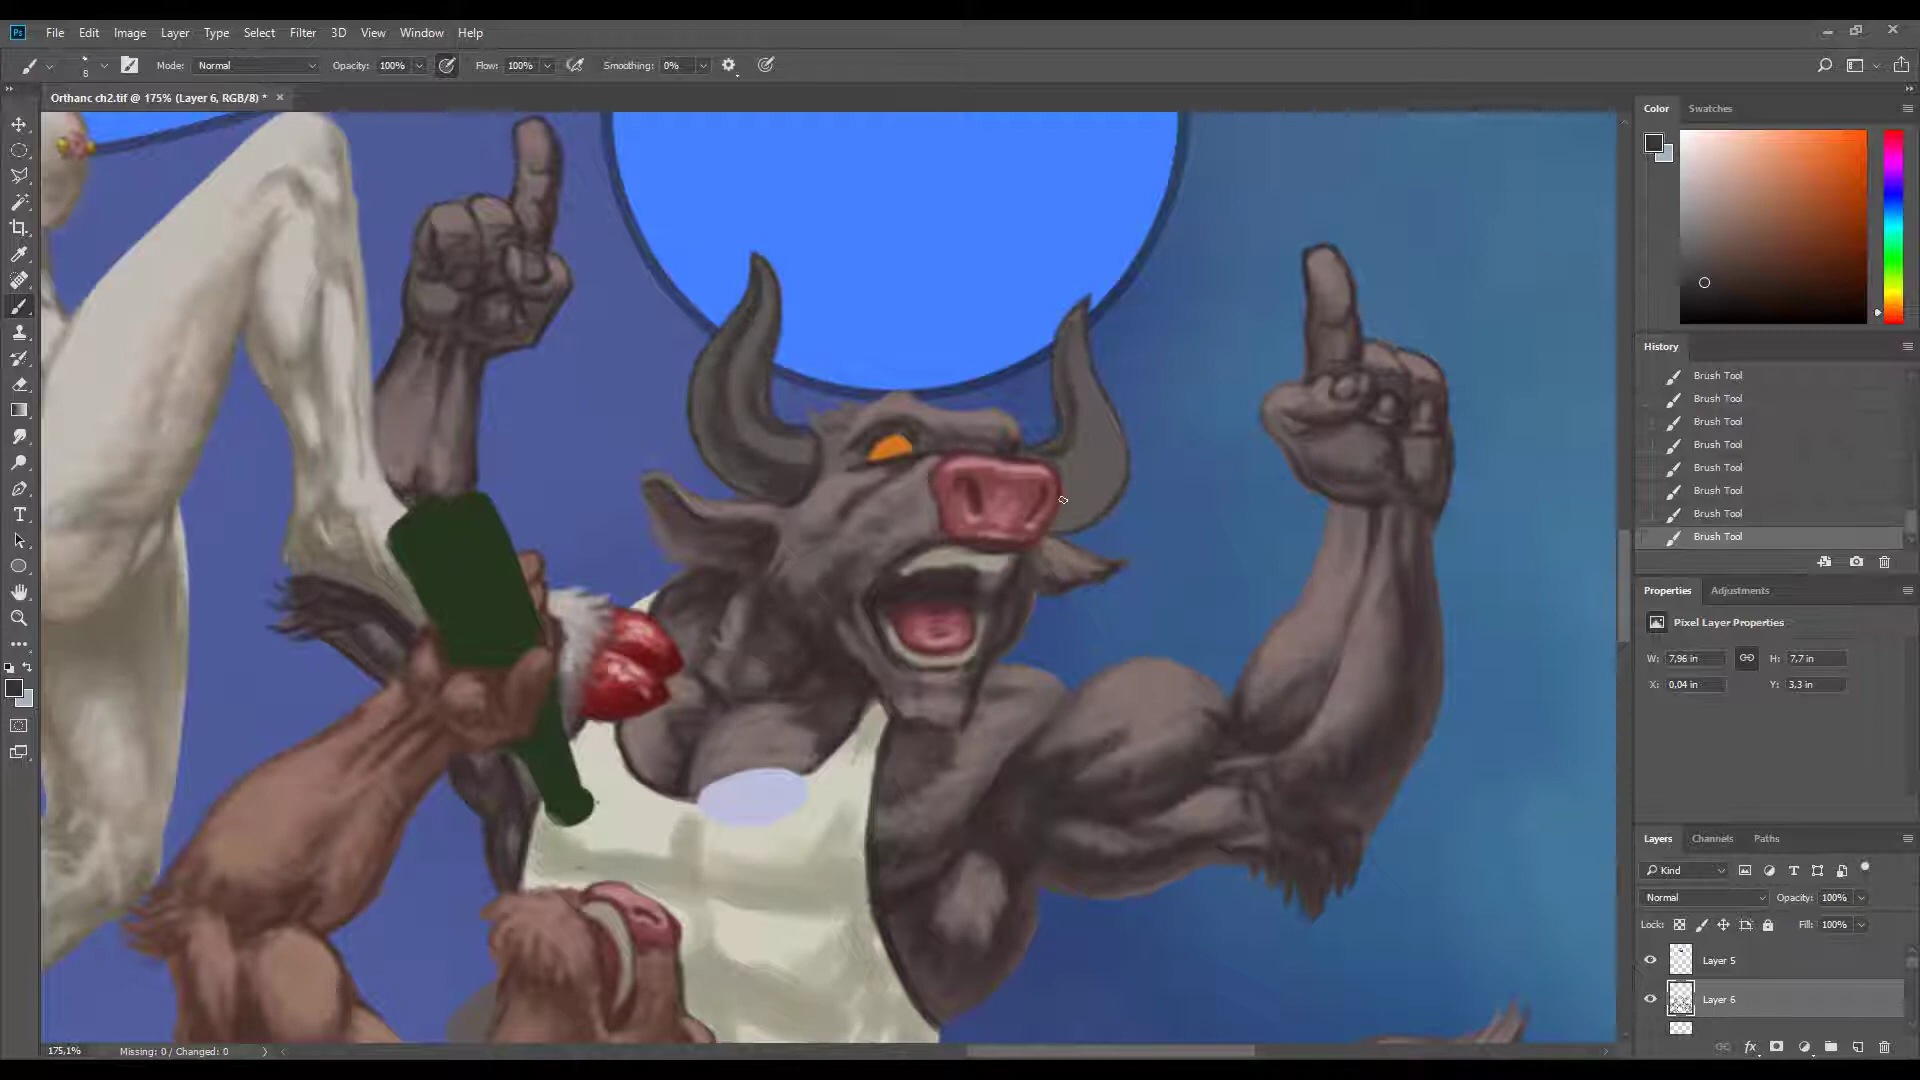 Ps File Edit Image Layer Type Select Filter 3D View Window Help
8 Mode: Normal Opacity: 100% Flow: 100% Smoothing: 0%
Orthanc ch2.tif @ 175% (Layer 6, RGB/8) * ×
Color Swatches
History
Brush Tool
Brush Tool
Brush Tool
Brush Tool
Brush Tool
Brush Tool
Brush Tool
Brush Tool
Properties Adjustments
Pixel Layer Properties
W: 7,96 in H: 7,7 in
X: 0,04 in Y: 3,3 in
Layers Channels Paths
Kind
Normal Opacity: 100%
Lock: Fill: 100%
Layer 5
Layer 6
fx
175,1% Missing: 0 / Changed: 0